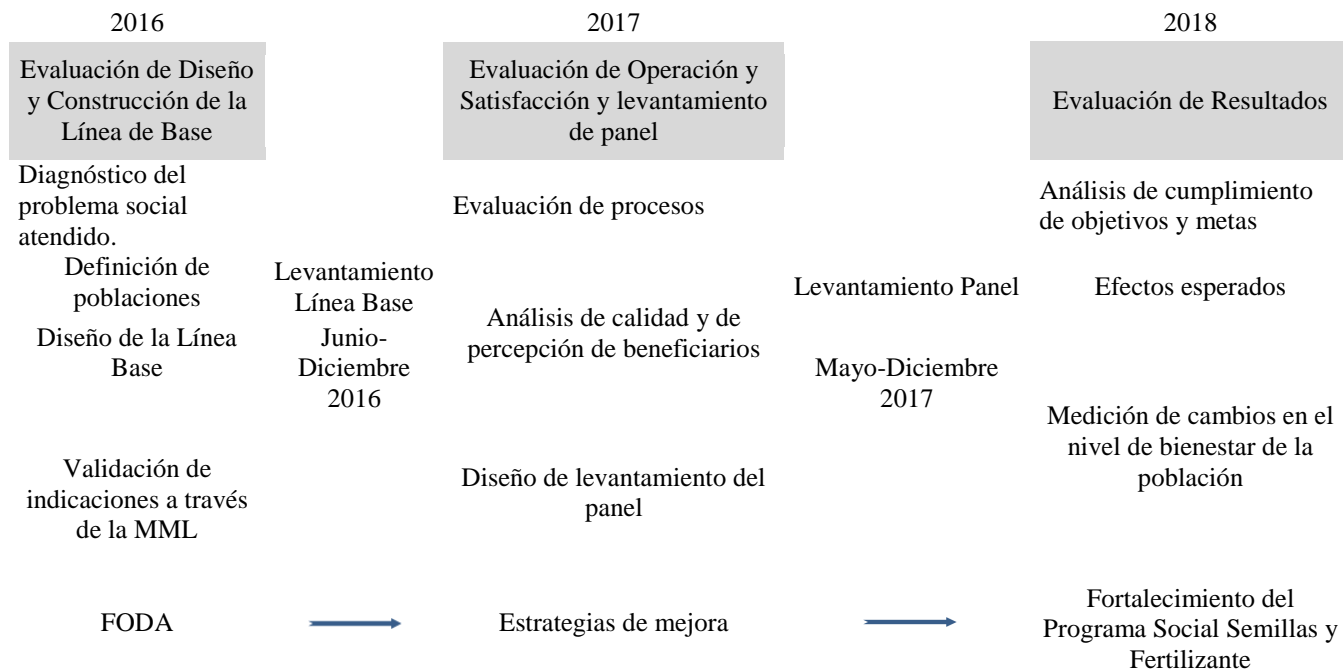 2016
2017
2018
Evaluación de Diseño
y Construcción de la
Línea de Base
Evaluación de Operación y
Satisfacción y levantamiento
de panel
Evaluación de Resultados
Diagnóstico del
problema social
atendido.
Evaluación de procesos
Análisis de cumplimiento
de objetivos y metas
Definición de
poblaciones
Levantamiento
Línea Base
Levantamiento Panel
Efectos esperados
Diseño de la Línea
Base
Junio-
Diciembre
2016
Análisis de calidad y de
percepción de beneficiarios
Mayo-Diciembre
2017
Validación de
indicaciones a través
de la MML
Diseño de levantamiento del
panel
Medición de cambios en el
nivel de bienestar de la
población
FODA
Estrategias de mejora
Fortalecimiento del
Programa Social Semillas y
Fertilizante